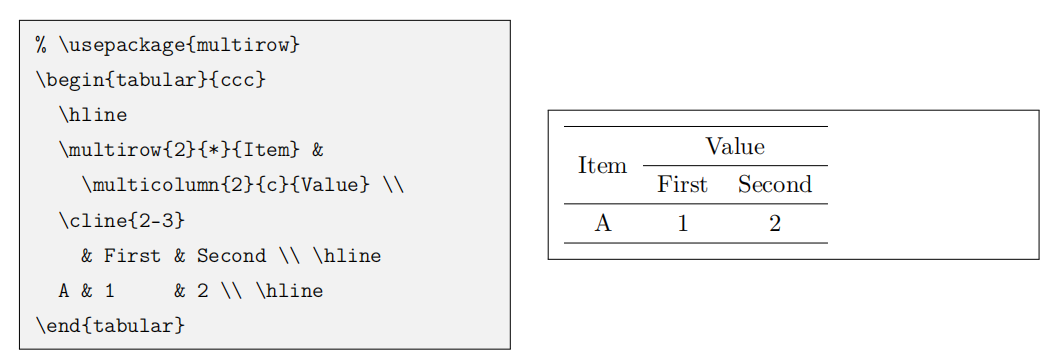 % \usepackage{multirow}
\begin{tabular}{ccc}
  \hline
  \multirow{2}{*}{Item} &
    \multicolumn{2}{c}{Value} \\
  \cline{2-3}
    & First & Second \\ \hline
  A & 1     & 2 \\ \hline
\end{tabular}
Value
Item
First Second
A 1 2